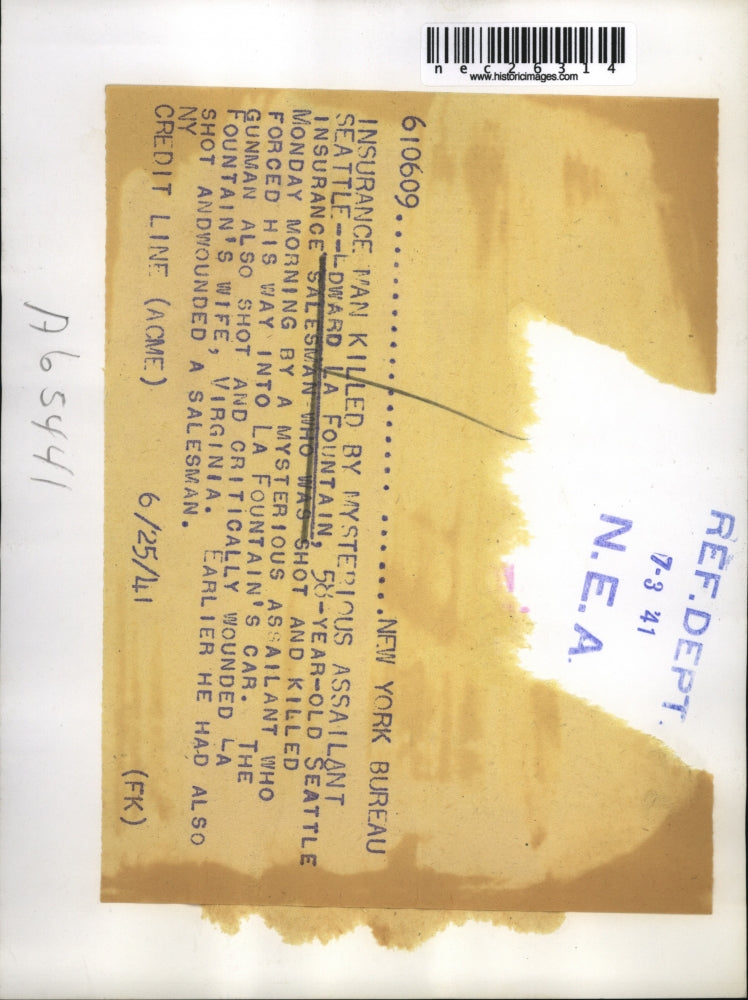 nec26314
www.historicimages.com
610609..............................NEW YORK BUREAU
INSURANCE MAN KILLED BY MYSTERIOUS ASSAILANT
SEATTLE--EDWARD LA FOUNTAIN, 58-YEAR-OLD SEATTLE
INSURANCE SALESMAN WHO WAS SHOT AND KILLED
MONDAY MORNING BY A MYSTERIOUS ASSAILANT WHO
FORCED HIS WAY INTO LA FOUNTAIN'S CAR. THE
GUNMAN ALSO SHOT AND CRITICALLY WOUNDED LA
FOUNTAIN'S WIFE, VIRGINIA. EARLIER HE HAD ALSO
SHOT ANDWOUNDED A SALESMAN.
NY
CREDIT LINE (ACME) 6/25/41 (FK)
REF. DEPT.
7-3 '41
N.E.A.
A65441